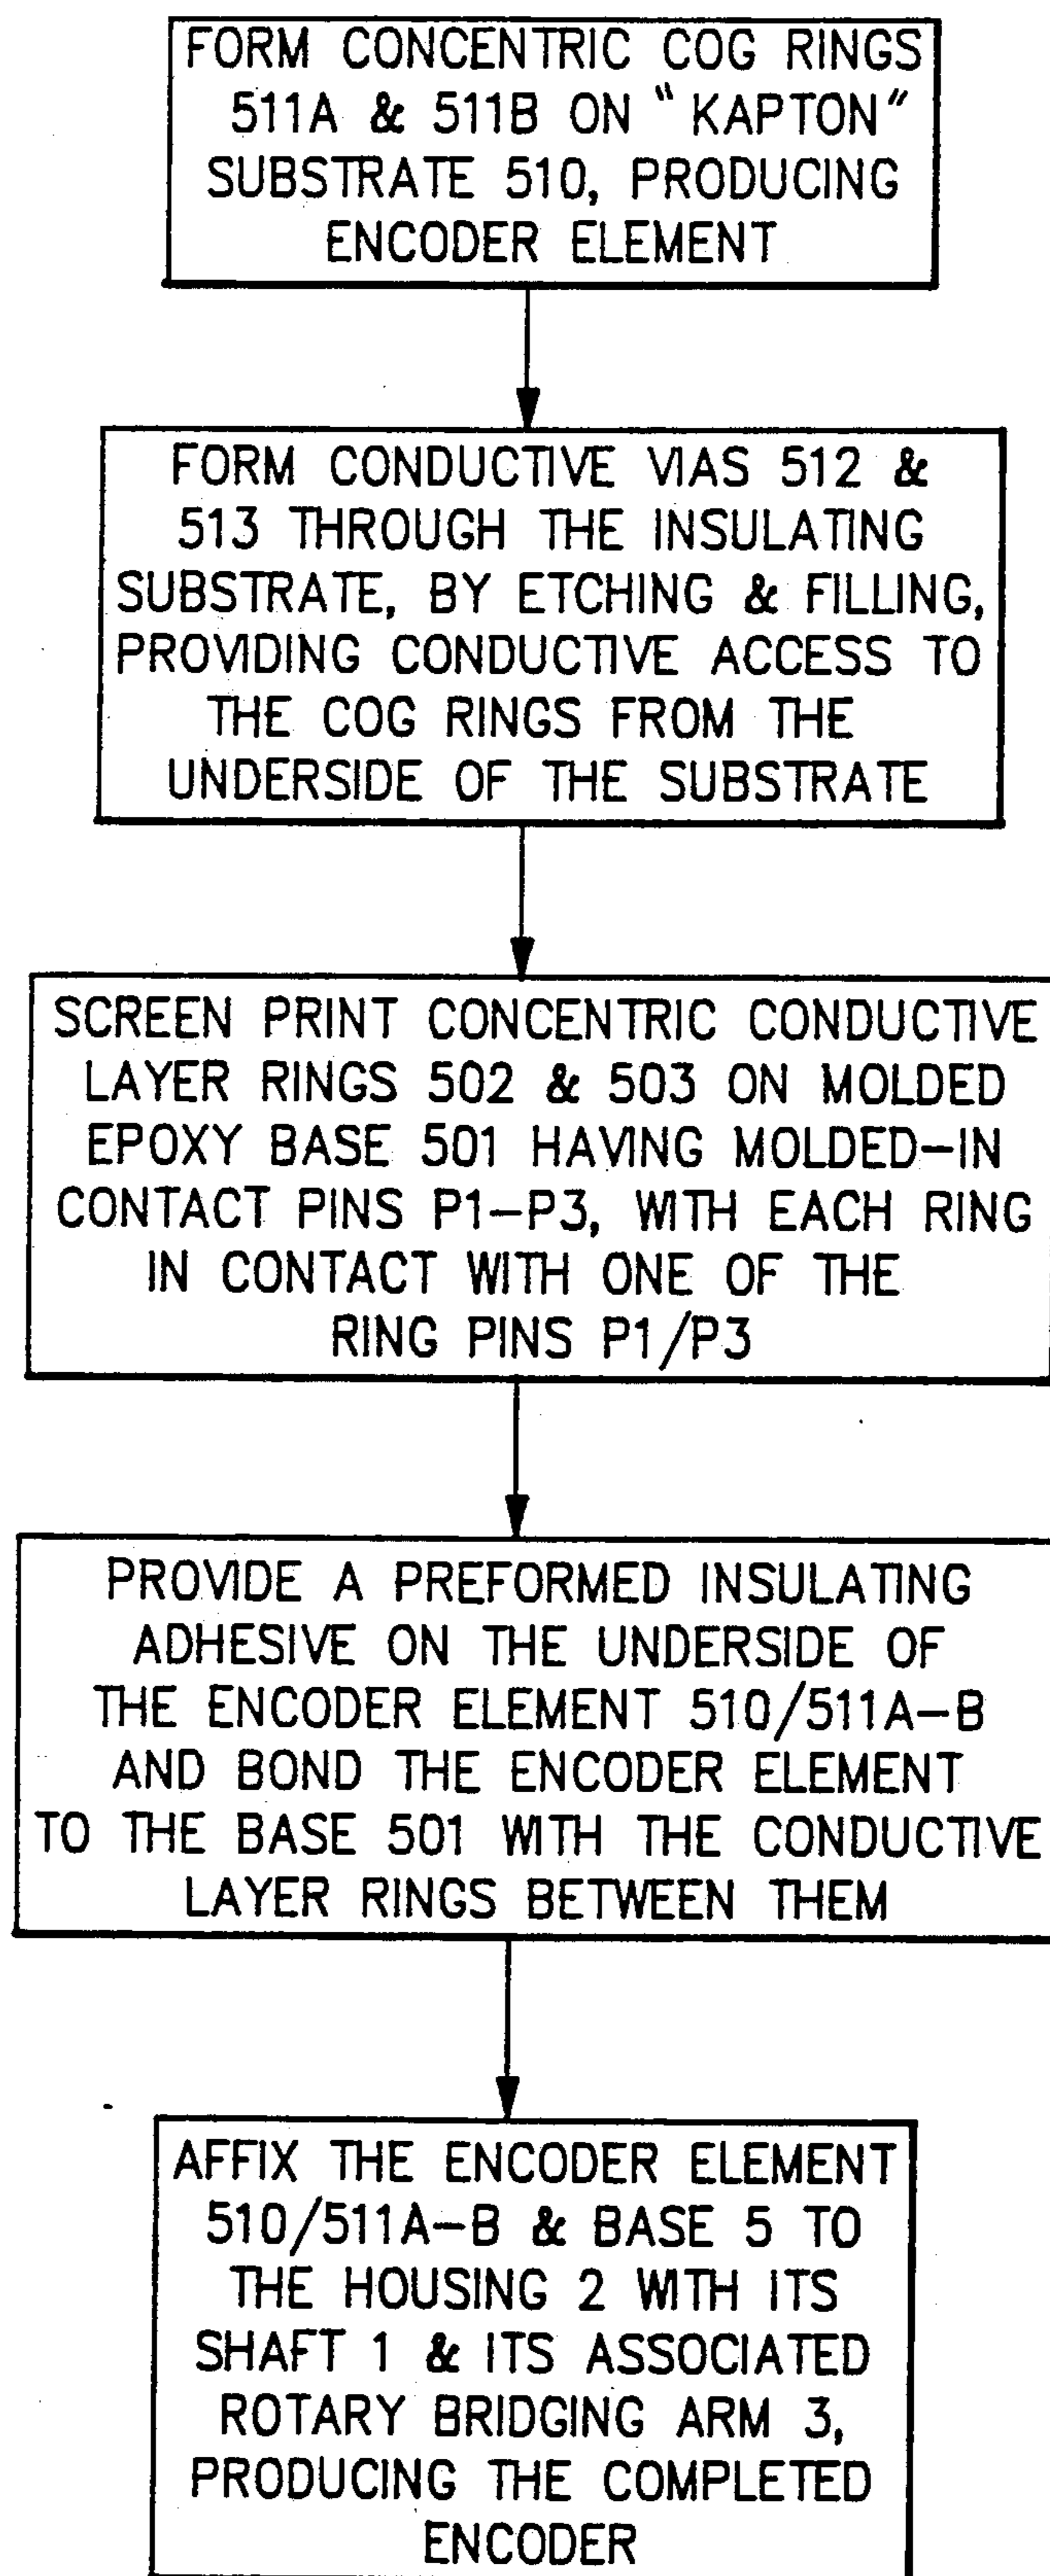 FORM CONCENTRIC COG RINGS
511A & 511B ON "KAPTON"
SUBSTRATE 510, PRODUCING
ENCODER ELEMENT
FORM CONDUCTIVE VIAS 512 &
513 THROUGH THE INSULATING
SUBSTRATE, BY ETCHING & FILLING,
PROVIDING CONDUCTIVE ACCESS TO
THE COG RINGS FROM THE
UNDERSIDE OF THE SUBSTRATE
SCREEN PRINT CONCENTRIC CONDUCTIVE
LAYER RINGS 502 & 503 ON MOLDED
EPOXY BASE 501 HAVING MOLDED-IN
CONTACT PINS P1-P3, WITH EACH RING
IN CONTACT WITH ONE OF THE
RING PINS P1/P3
PROVIDE A PREFORMED INSULATING
ADHESIVE ON THE UNDERSIDE OF
THE ENCODER ELEMENT 510/511A-B
AND BOND THE ENCODER ELEMENT
TO THE BASE 501 WITH THE CONDUCTIVE
LAYER RINGS BETWEEN THEM
AFFIX THE ENCODER ELEMENT
510/511A-B & BASE 5 TO
THE HOUSING 2 WITH ITS
SHAFT 1 & ITS ASSOCIATED
ROTARY BRIDGING ARM 3,
PRODUCING THE COMPLETED
ENCODER